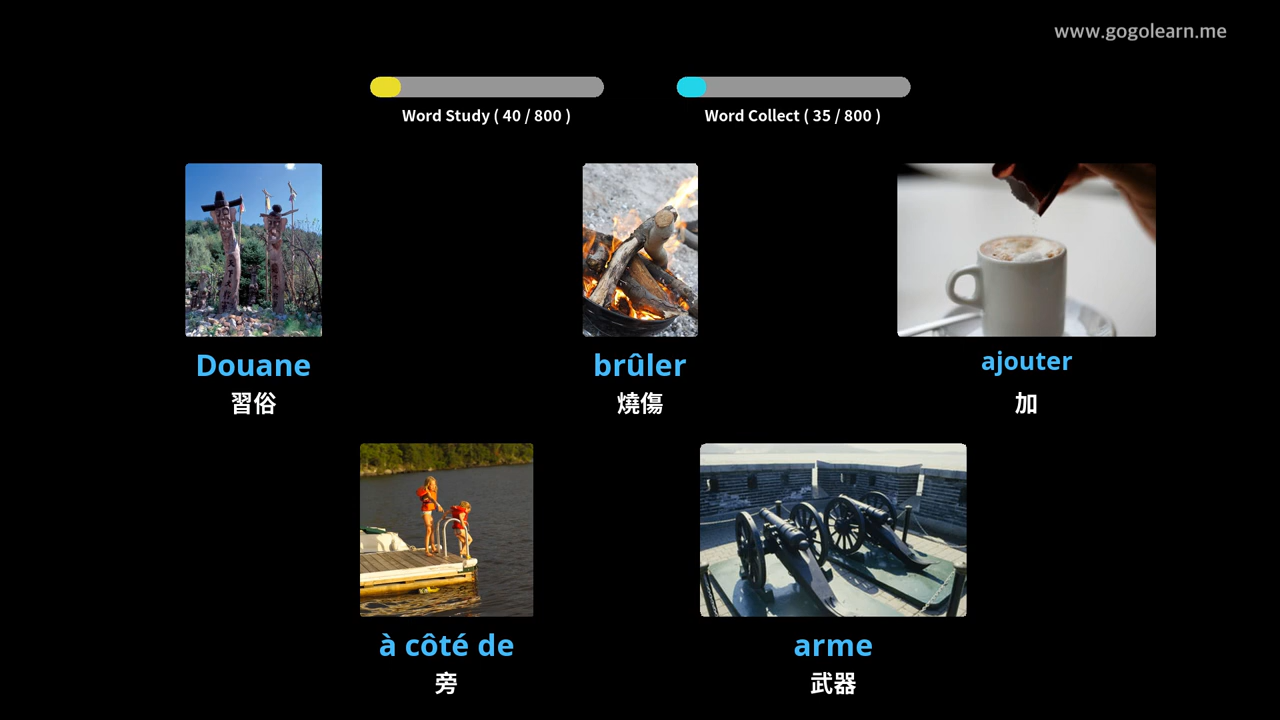 www.gogolearn.me
Word Study ( 40 / 800 )
Word Collect ( 35 / 800 )
Douane
習俗
brûler
燒傷
ajouter
加
à côté de
旁
arme
武器